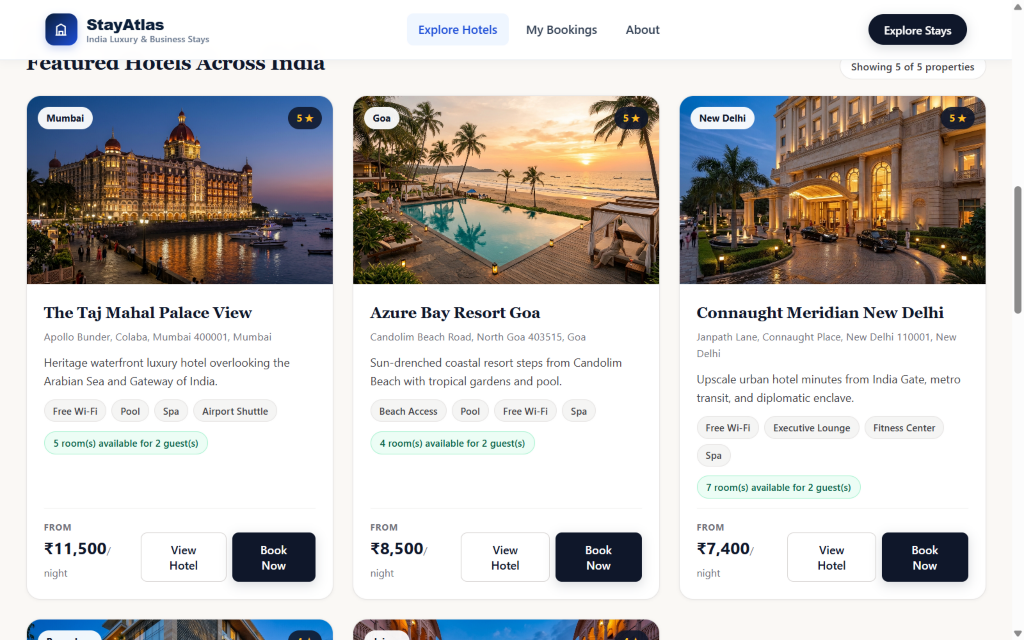 StayAtlas
India Luxury & Business Stays
Explore Hotels
My Bookings
About
Explore Stays
Featured Hotels Across India
Showing 5 of 5 properties
Mumbai
5 ★
The Taj Mahal Palace View
Apollo Bunder, Colaba, Mumbai 400001, Mumbai
Heritage waterfront luxury hotel overlooking the
Arabian Sea and Gateway of India.
Free Wi-Fi
Pool
Spa
Airport Shuttle
5 room(s) available for 2 guest(s)
FROM
₹11,500/
night
View
Hotel
Book
Now
Goa
5 ★
Azure Bay Resort Goa
Candolim Beach Road, North Goa 403515, Goa
Sun-drenched coastal resort steps from Candolim
Beach with tropical gardens and pool.
Beach Access
Pool
Free Wi-Fi
Spa
4 room(s) available for 2 guest(s)
FROM
₹8,500/
night
View
Hotel
Book
Now
New Delhi
5 ★
Connaught Meridian New Delhi
Janpath Lane, Connaught Place, New Delhi 110001, New
Delhi
Upscale urban hotel minutes from India Gate, metro
transit, and diplomatic enclave.
Free Wi-Fi
Executive Lounge
Fitness Center
Spa
7 room(s) available for 2 guest(s)
FROM
₹7,400/
night
View
Hotel
Book
Now